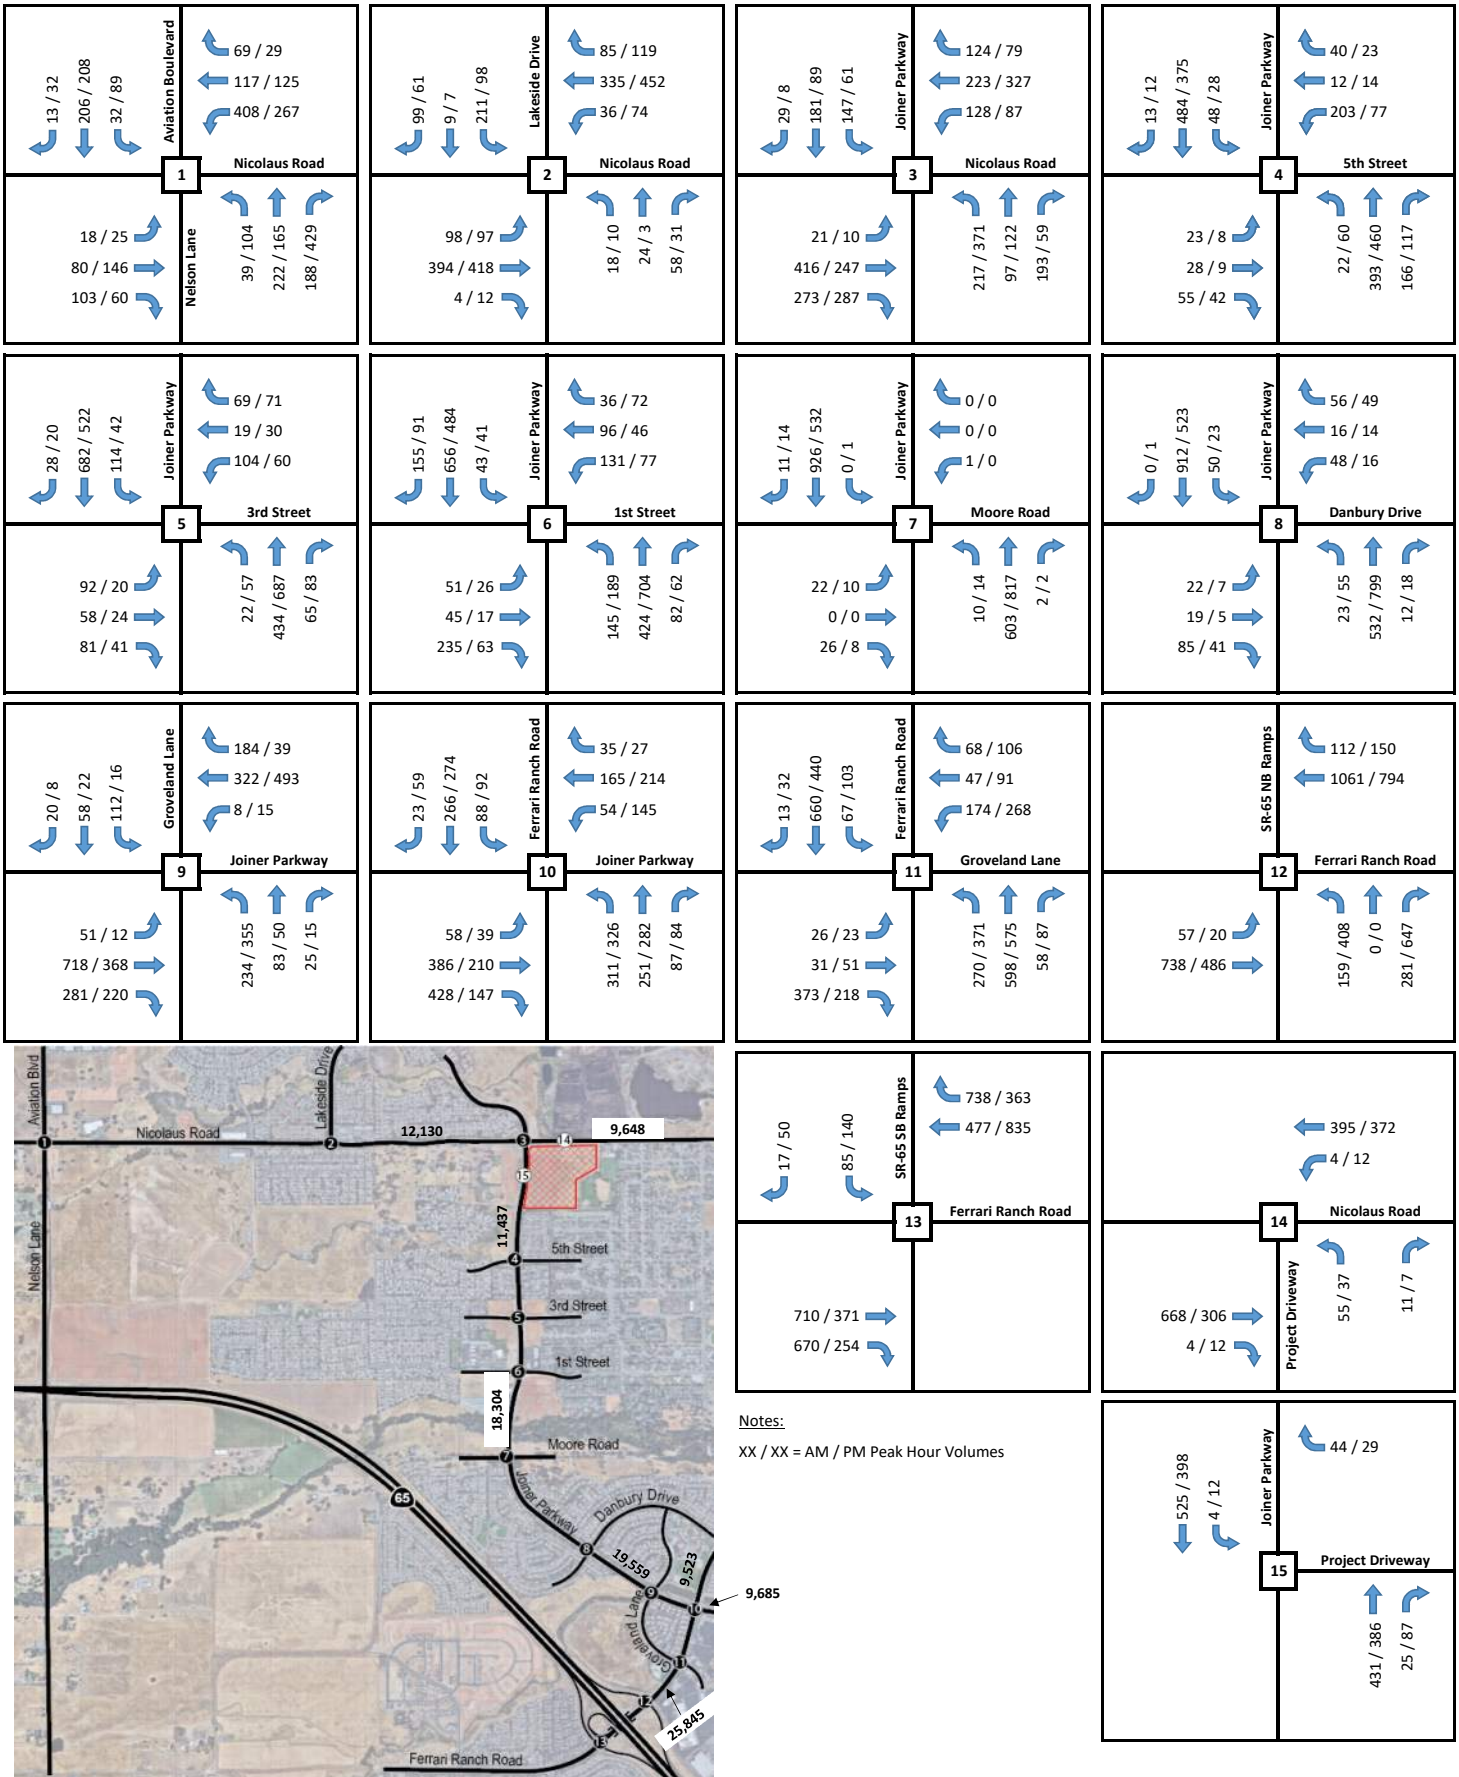 Aviation Boulevard
13 / 32
206 / 208
32 / 89
69 / 29
117 / 125
408 / 267
1
Nicolaus Road
Nelson Lane
18 / 25
80 / 146
103 / 60
39 / 104
222 / 165
188 / 429
Lakeside Drive
99 / 61
9 / 7
211 / 98
85 / 119
335 / 452
36 / 74
2
Nicolaus Road
98 / 97
394 / 418
4 / 12
18 / 10
24 / 3
58 / 31
Joiner Parkway
29 / 8
181 / 89
147 / 61
124 / 79
223 / 327
128 / 87
3
Nicolaus Road
21 / 10
416 / 247
273 / 287
217 / 371
97 / 122
193 / 59
Joiner Parkway
13 / 12
484 / 375
48 / 28
40 / 23
12 / 14
203 / 77
4
5th Street
23 / 8
28 / 9
55 / 42
22 / 60
393 / 460
166 / 117
Joiner Parkway
28 / 20
682 / 522
114 / 42
69 / 71
19 / 30
104 / 60
5
3rd Street
92 / 20
58 / 24
81 / 41
22 / 57
434 / 687
65 / 83
Joiner Parkway
155 / 91
656 / 484
43 / 41
36 / 72
96 / 46
131 / 77
6
1st Street
51 / 26
45 / 17
235 / 63
145 / 189
424 / 704
82 / 62
Joiner Parkway
11 / 14
926 / 532
0 / 1
0 / 0
0 / 0
1 / 0
7
Moore Road
22 / 10
0 / 0
26 / 8
10 / 14
603 / 817
2 / 2
Joiner Parkway
0 / 1
912 / 523
50 / 23
56 / 49
16 / 14
48 / 16
8
Danbury Drive
22 / 7
19 / 5
85 / 41
23 / 55
532 / 799
12 / 18
Groveland Lane
20 / 8
58 / 22
112 / 16
184 / 39
322 / 493
8 / 15
9
Joiner Parkway
51 / 12
718 / 368
281 / 220
234 / 355
83 / 50
25 / 15
Ferrari Ranch Road
23 / 59
266 / 274
88 / 92
35 / 27
165 / 214
54 / 145
10
Joiner Parkway
58 / 39
386 / 210
428 / 147
311 / 326
251 / 282
87 / 84
Ferrari Ranch Road
13 / 32
660 / 440
67 / 103
68 / 106
47 / 91
174 / 268
11
Groveland Lane
26 / 23
31 / 51
373 / 218
270 / 371
598 / 575
58 / 87
SR-65 NB Ramps
112 / 150
1061 / 794
12
Ferrari Ranch Road
57 / 20
738 / 486
159 / 408
0 / 0
281 / 647
SR-65 SB Ramps
17 / 50
85 / 140
738 / 363
477 / 835
13
Ferrari Ranch Road
710 / 371
670 / 254
395 / 372
4 / 12
14
Nicolaus Road
Project Driveway
668 / 306
4 / 12
55 / 37
11 / 7
Joiner Parkway
525 / 398
4 / 12
44 / 29
15
Project Driveway
431 / 386
25 / 87
Notes:
XX / XX = AM / PM Peak Hour Volumes
Aviation Blvd
Lakeside Drive
Nicolaus Road
12,130
9,648
1
2
3
14
15
Nelson Lane
11,437
4
5th Street
5
3rd Street
6
1st Street
18,304
7
Moore Road
65
Joiner Parkway
Danbury Drive
8
19,559
9,523
9
10
9,685
Groveland Lane
11
12
25,845
13
Ferrari Ranch Road